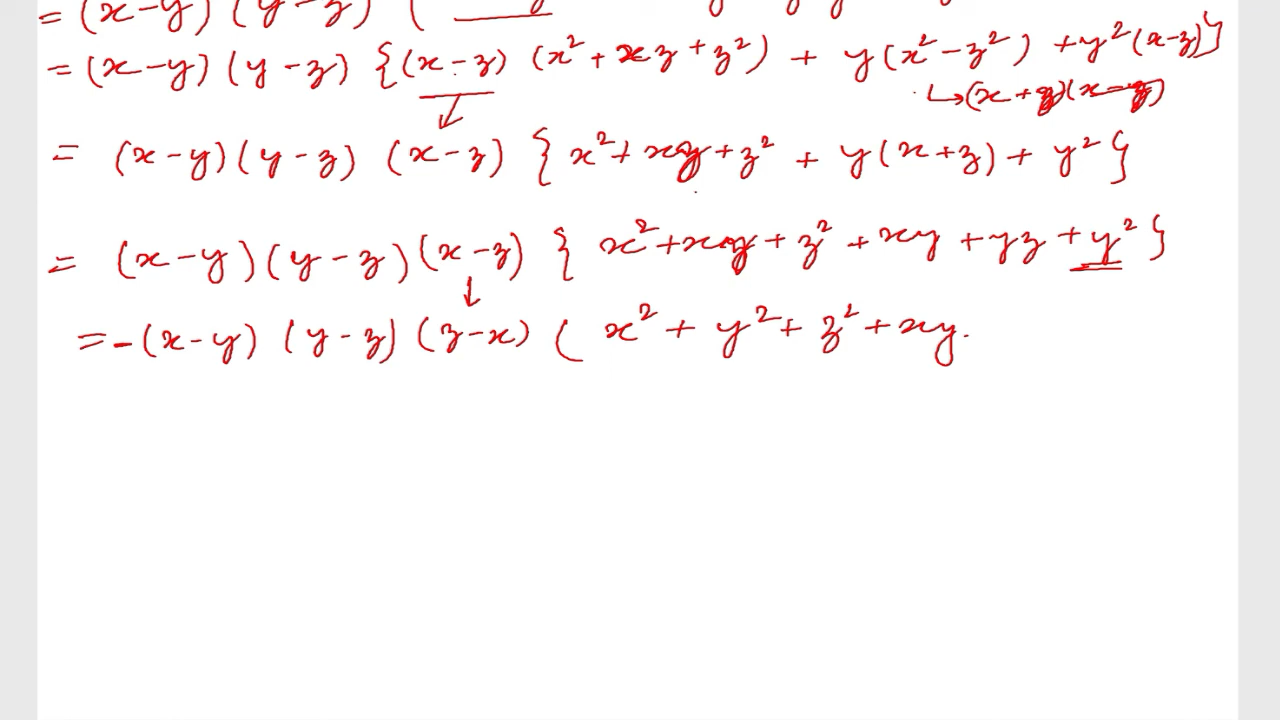 = (x-y) (y-z) (
= (x-y) (y-z) {(x-z) (x² + xz + z²) + y(x²-z²) + y²(x-z)}
↳(x+z)(x-z)
= (x-y)(y-z) (x-z) { x² + xz + z² + y(x+z) + y² }
= (x-y)(y-z)(x-z) { x² + xz + z² + xy + yz + y² }
= -(x-y) (y-z) (z-x) ( x² + y² + z² + xy